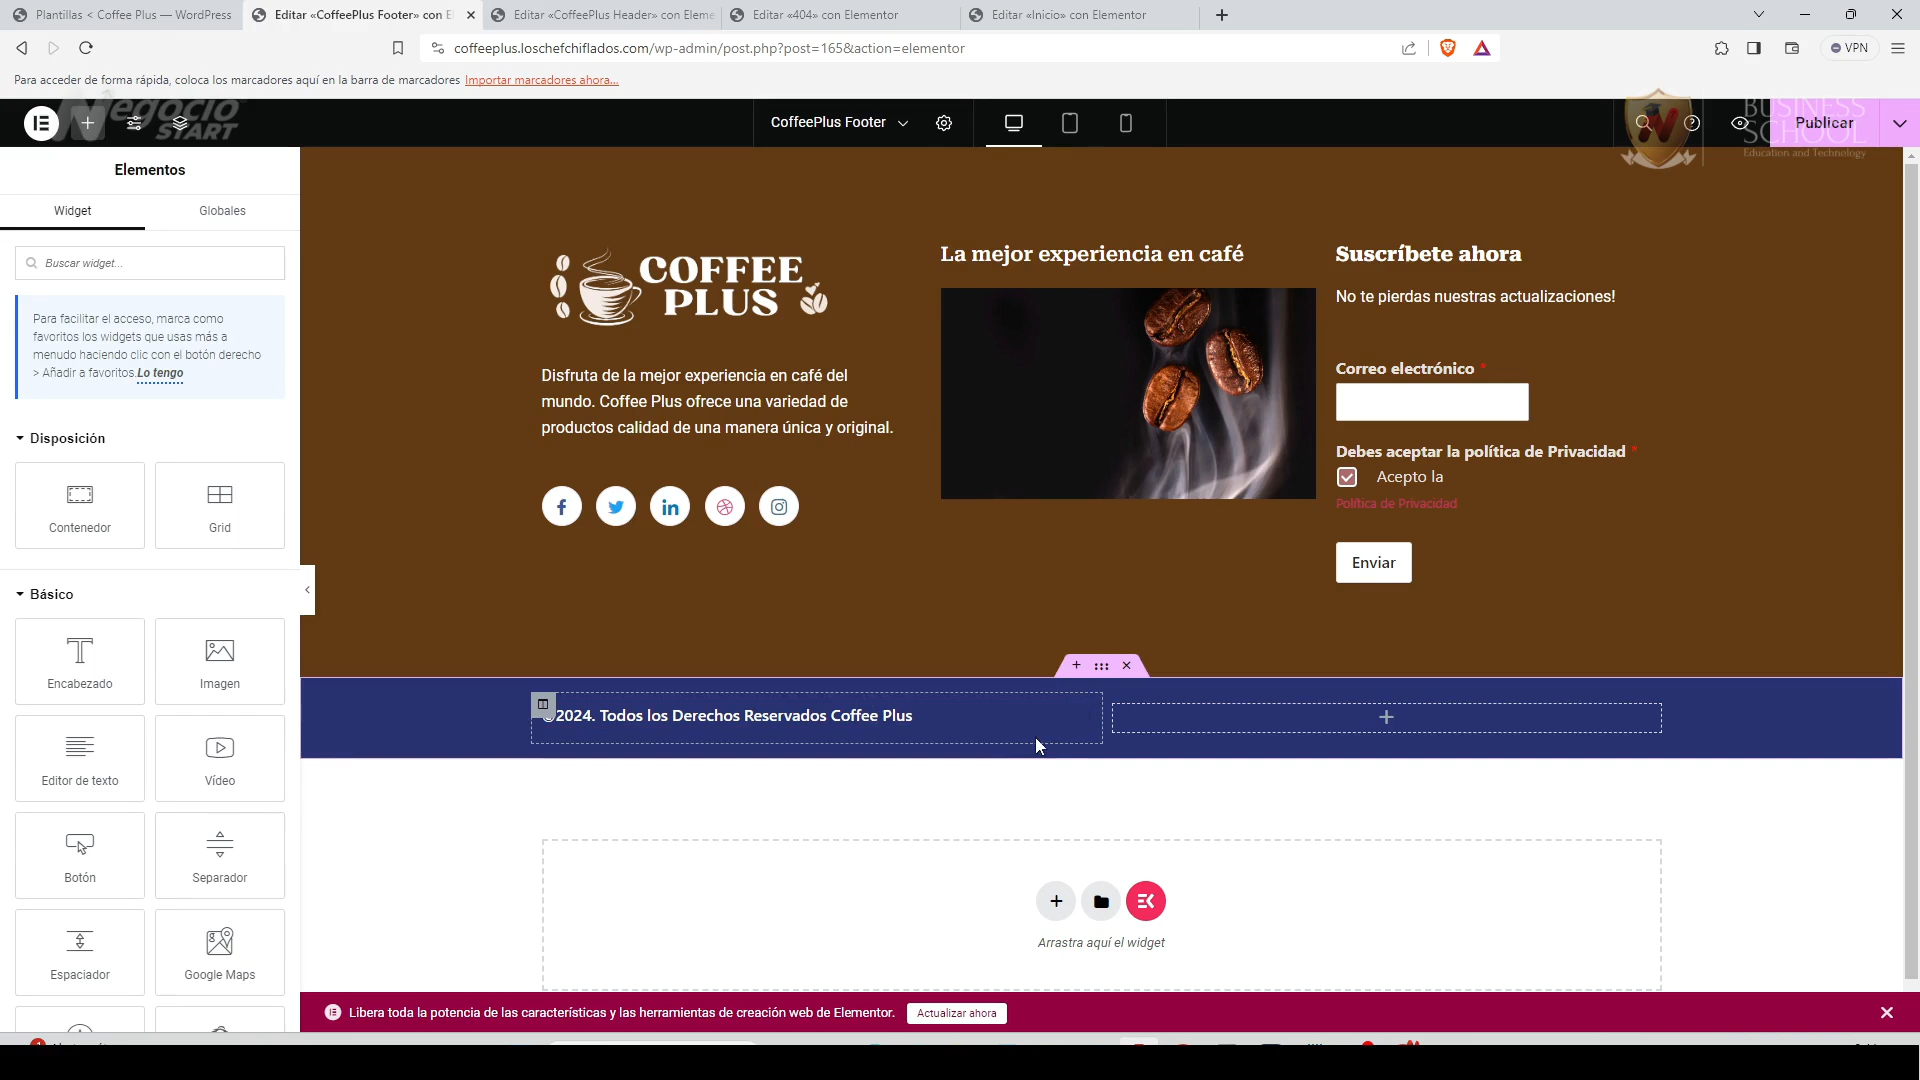 Plantillas < Coffee Plus — WordPress
Editar «CoffeePlus Footer» con El
Editar «CoffeePlus Header» con Eleme
Editar «404» con Elementor
Editar «Inicio» con Elementor
coffeeplus.loschefchiflados.com/wp-admin/post.php?post=165&action=elementor
VPN
Para acceder de forma rápida, coloca los marcadores aquí en la barra de marcadores Importar marcadores ahora...
Negocio
START
CoffeePlus Footer
Publicar
BUSINESS
SCHOOL
Education and Technology
Elementos
Widget
Globales
Buscar widget...
Para facilitar el acceso, marca como
favoritos los widgets que usas más a
menudo haciendo clic con el botón derecho
> Añadir a favoritos. Lo tengo
Disposición
Contenedor
Grid
Básico
Encabezado
Imagen
Editor de texto
Vídeo
Botón
Separador
Espaciador
Google Maps
COFFEE
PLUS
Disfruta de la mejor experiencia en café del
mundo. Coffee Plus ofrece una variedad de
productos calidad de una manera única y original.
La mejor experiencia en café
Suscríbete ahora
No te pierdas nuestras actualizaciones!
Correo electrónico *
Debes aceptar la política de Privacidad *
Acepto la
Política de Privacidad
Enviar
©2024. Todos los Derechos Reservados Coffee Plus
Arrastra aquí el widget
Libera toda la potencia de las características y las herramientas de creación web de Elementor.
Actualizar ahora